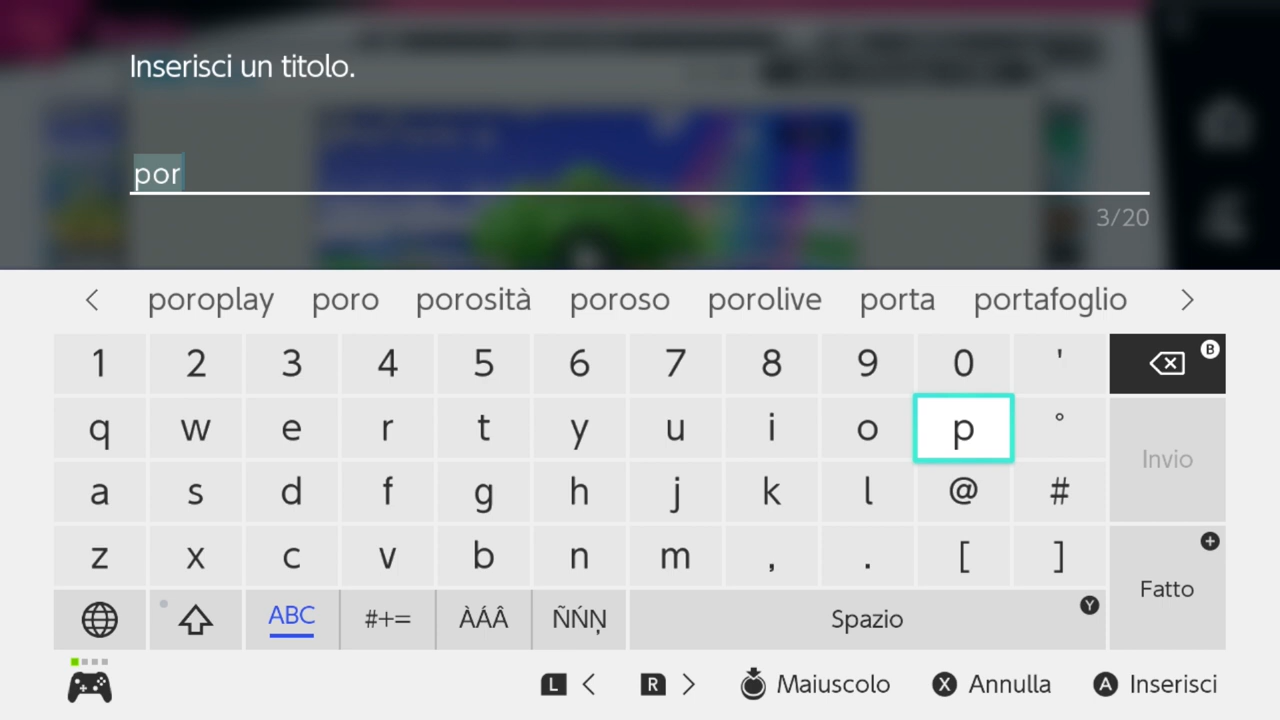 Inserisci un titolo.
por
3/20
poroplay poro porosità poroso porolive porta portafoglio
1 2 3 4 5 6 7 8 9 0 ' B
q w e r t y u i o p °
Invio
a s d f g h j k l @ #
z x c v b n m , . [ ] +
Fatto
ABC #+= ÀÁÂ ÑŃŅ Spazio Y
L < R > Maiuscolo X Annulla A Inserisci